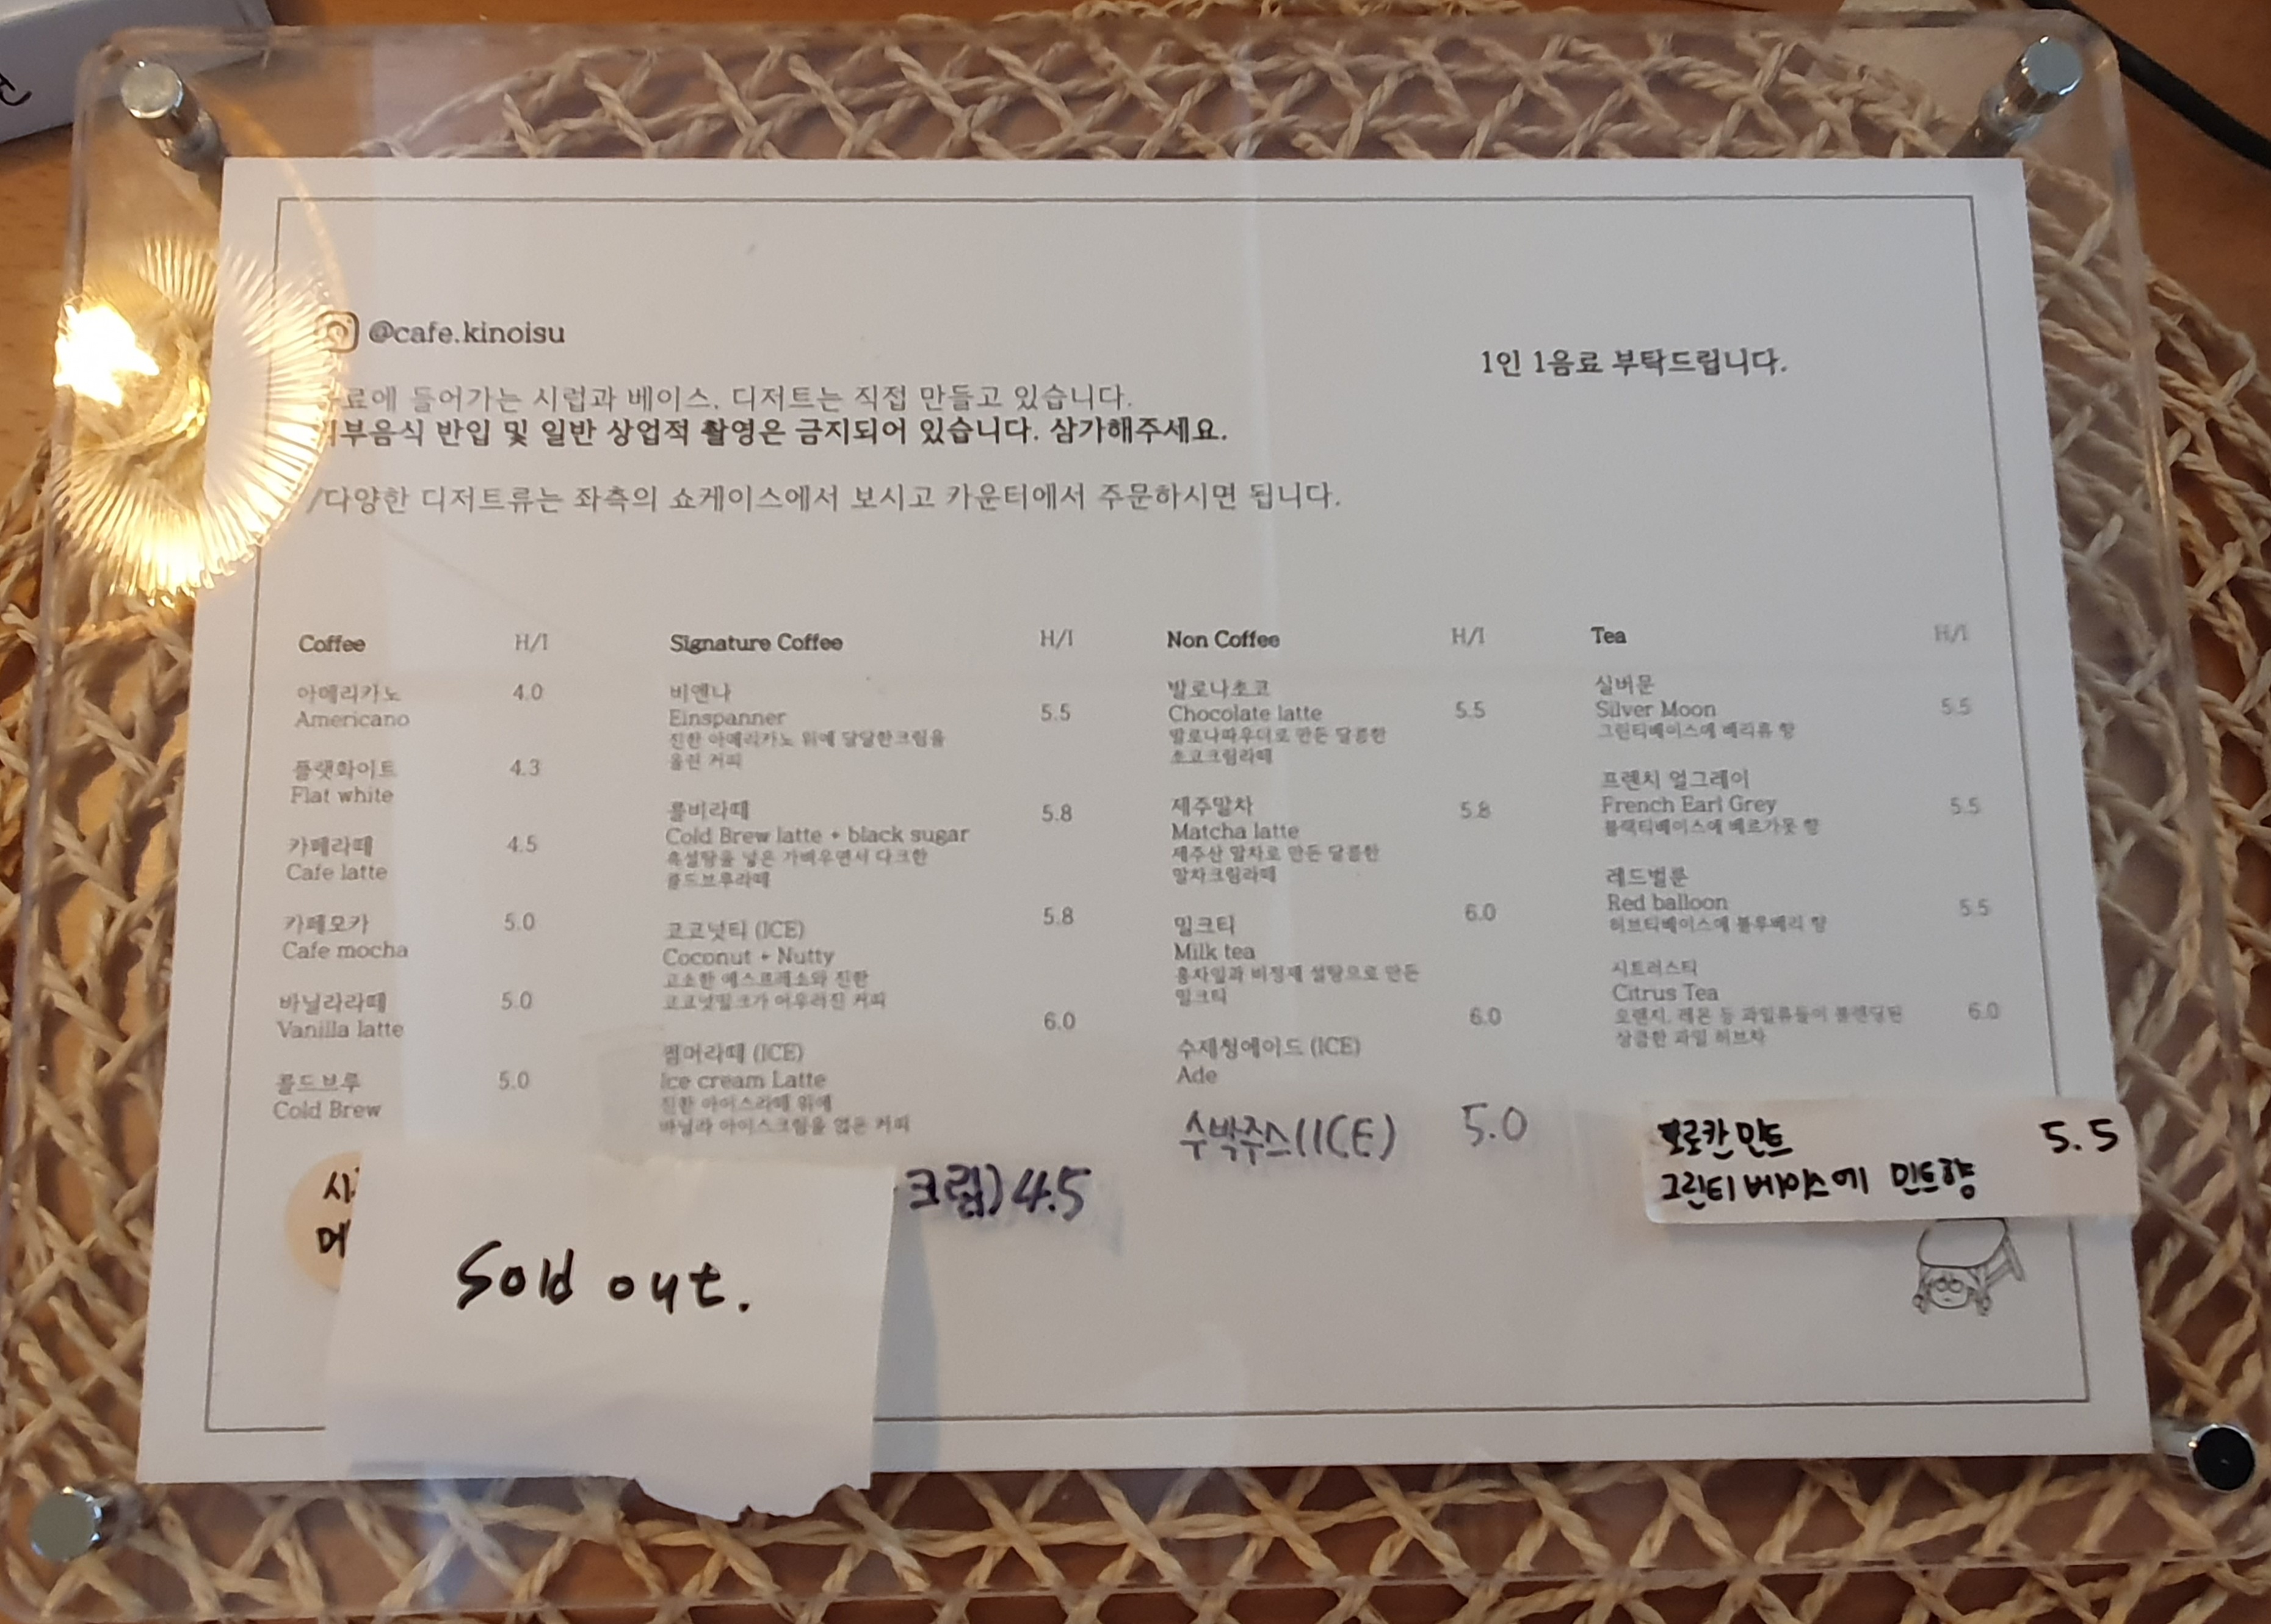 @cafe.kinoisu
1인 1음료 부탁드립니다.
들어가는 시럽과 베이스, 디저트는 직접 만들고 있습니다.
반입 및 일반 상업적 촬영은 금지되어 있습니다. 삼가해주세요.
/다양한 디저트류는 좌측의 쇼케이스에서 보시고 카운터에서 주문하시면 됩니다.
Coffee H/I
아메리카노 4.0
Americano
플랫화이트 4.3
Flat white
카페라떼 4.5
Cafe latte
카페모카 5.0
Cafe mocha
바닐라라떼 5.0
Vanilla latte
콜드브루 5.0
Cold Brew
Signature Coffee H/I
비엔나
Einspanner 5.5
진한 아메리카노 위에 달달한크림을
올린 커피
콜비라떼 5.8
Cold Brew latte + black sugar
흑설탕을 넣은 가벼우면서 다크한
콜드브루라떼
코코넛티 (ICE) 5.8
Coconut + Nutty
고소한 에스프레소와 진한
코코넛밀크가 어우러진 커피
썸머라떼 (ICE) 6.0
Ice cream Latte
진한 아이스라떼 위에
바닐라 아이스크림을 얹은 커피
크림) 4.5
Sold out.
Non Coffee H/I
발로나초코
Chocolate latte 5.5
발로나파우더로 만든 달콤한
초코크림라떼
제주말차 5.8
Matcha latte
제주산 말차로 만든 달콤한
말차크림라떼
밀크티 6.0
Milk tea
홍차잎과 비정제 설탕으로 만든
밀크티
수제청에이드 (ICE) 6.0
Ade
수박주스(ICE) 5.0
Tea H/I
실버문
Silver Moon 5.5
그린티베이스에 베리류 향
프렌치 얼그레이
French Earl Grey 5.5
블랙티베이스에 베르가못 향
레드벌룬
Red balloon 5.5
허브티베이스에 블루베리 향
시트러스티
Citrus Tea
오렌지, 레몬 등 과일류들이 블렌딩된 6.0
상큼한 과일 허브차
모로칸민트 5.5
그린티베이스에 민트향